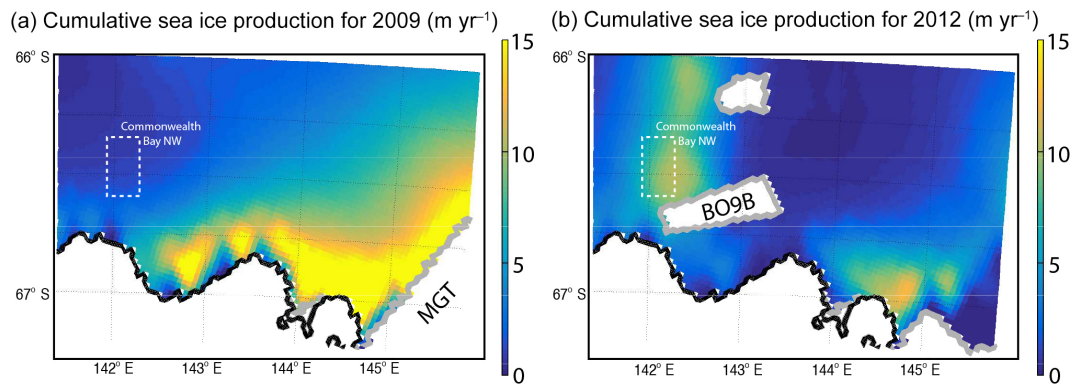 (a) Cumulative sea ice production for 2009 (m yr⁻¹)
66° S
67° S
Commonwealth
Bay NW
MGT
142° E
143° E
144° E
145° E
15
10
5
0
(b) Cumulative sea ice production for 2012 (m yr⁻¹)
66° S
67° S
Commonwealth
Bay NW
BO9B
142° E
143° E
144° E
145° E
15
10
5
0